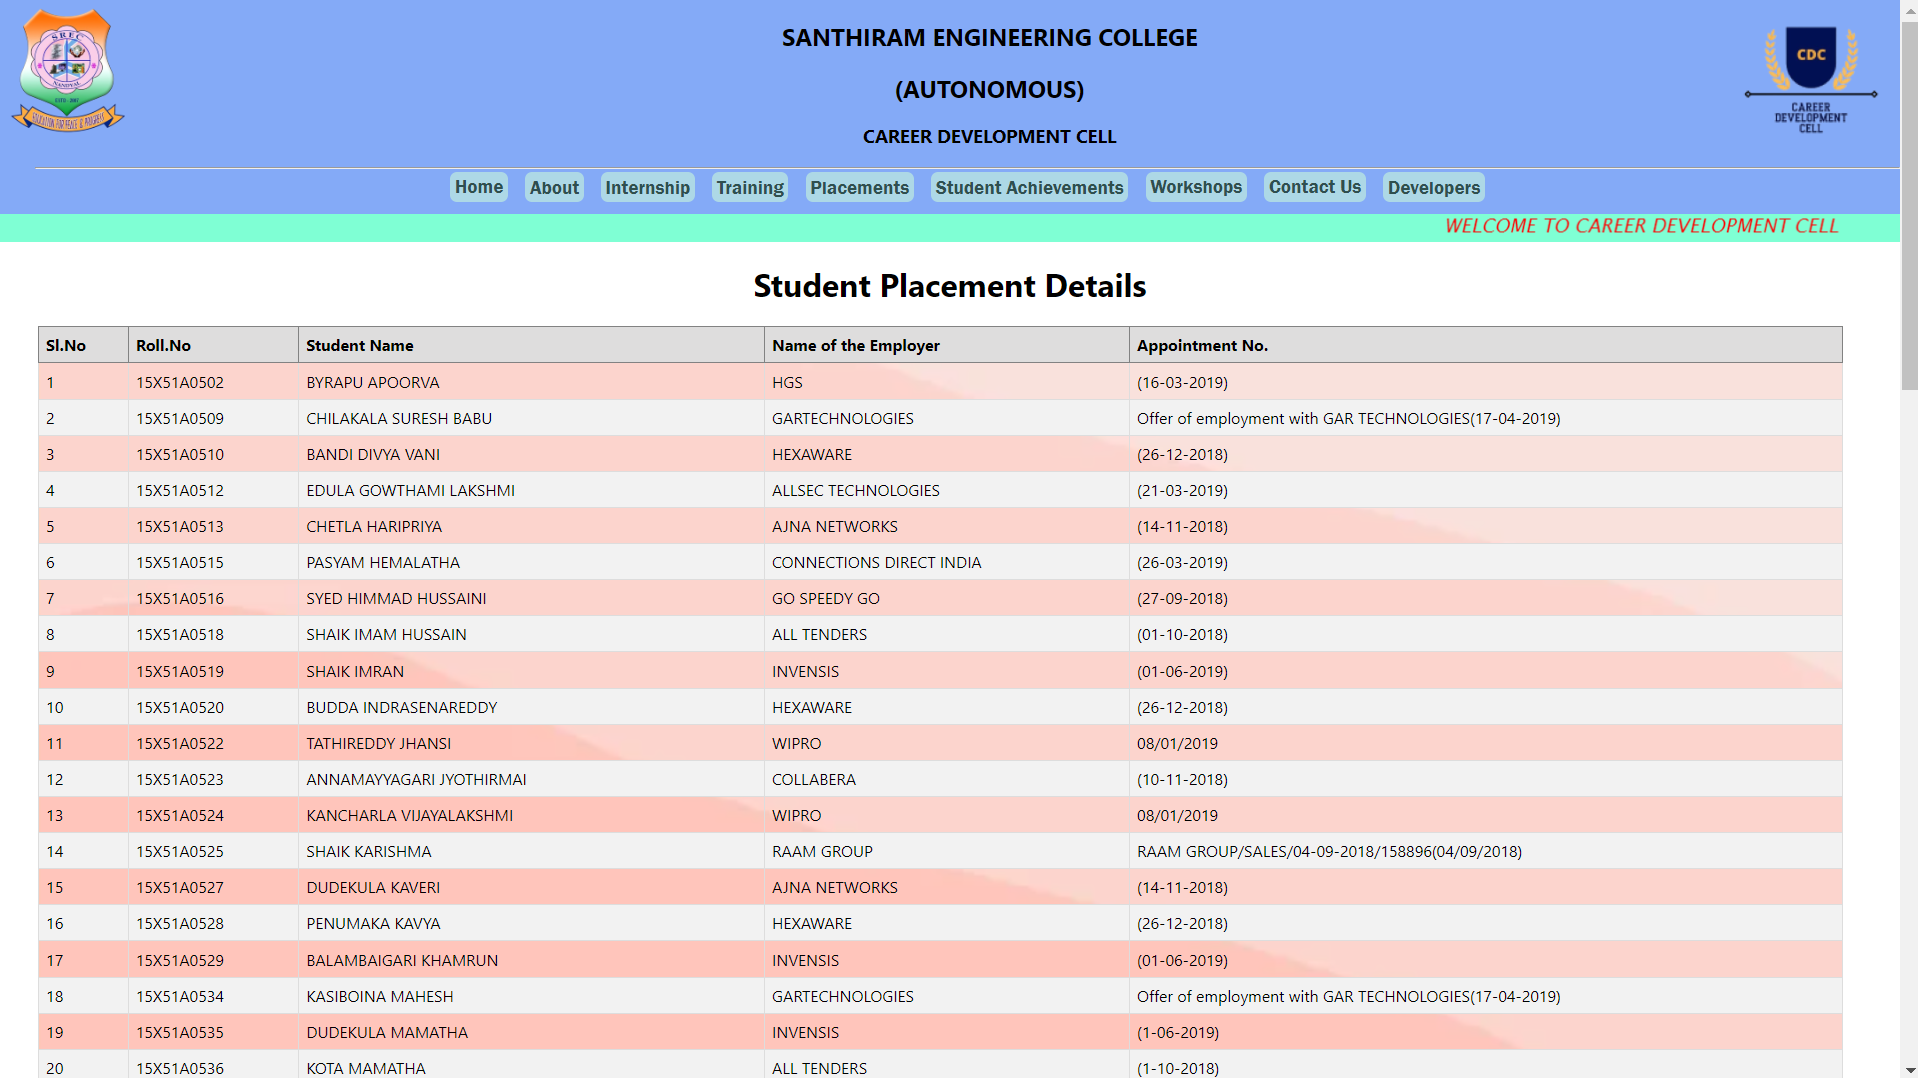 SREC
NANDYAL
ESTD - 2007
EDUCATION FOR PEACE & PROGRESS
SANTHIRAM ENGINEERING COLLEGE
(AUTONOMOUS)
CAREER DEVELOPMENT CELL
CDC
CAREER
DEVELOPMENT
CELL
Home About Internship Training Placements Student Achievements Workshops Contact Us Developers
WELCOME TO CAREER DEVELOPMENT CELL
Student Placement Details
Sl.No Roll.No Student Name Name of the Employer Appointment No.
1 15X51A0502 BYRAPU APOORVA HGS (16-03-2019)
2 15X51A0509 CHILAKALA SURESH BABU GARTECHNOLOGIES Offer of employment with GAR TECHNOLOGIES(17-04-2019)
3 15X51A0510 BANDI DIVYA VANI HEXAWARE (26-12-2018)
4 15X51A0512 EDULA GOWTHAMI LAKSHMI ALLSEC TECHNOLOGIES (21-03-2019)
5 15X51A0513 CHETLA HARIPRIYA AJNA NETWORKS (14-11-2018)
6 15X51A0515 PASYAM HEMALATHA CONNECTIONS DIRECT INDIA (26-03-2019)
7 15X51A0516 SYED HIMMAD HUSSAINI GO SPEEDY GO (27-09-2018)
8 15X51A0518 SHAIK IMAM HUSSAIN ALL TENDERS (01-10-2018)
9 15X51A0519 SHAIK IMRAN INVENSIS (01-06-2019)
10 15X51A0520 BUDDA INDRASENAREDDY HEXAWARE (26-12-2018)
11 15X51A0522 TATHIREDDY JHANSI WIPRO 08/01/2019
12 15X51A0523 ANNAMAYYAGARI JYOTHIRMAI COLLABERA (10-11-2018)
13 15X51A0524 KANCHARLA VIJAYALAKSHMI WIPRO 08/01/2019
14 15X51A0525 SHAIK KARISHMA RAAM GROUP RAAM GROUP/SALES/04-09-2018/158896(04/09/2018)
15 15X51A0527 DUDEKULA KAVERI AJNA NETWORKS (14-11-2018)
16 15X51A0528 PENUMAKA KAVYA HEXAWARE (26-12-2018)
17 15X51A0529 BALAMBAIGARI KHAMRUN INVENSIS (01-06-2019)
18 15X51A0534 KASIBOINA MAHESH GARTECHNOLOGIES Offer of employment with GAR TECHNOLOGIES(17-04-2019)
19 15X51A0535 DUDEKULA MAMATHA INVENSIS (1-06-2019)
20 15X51A0536 KOTA MAMATHA ALL TENDERS (1-10-2018)